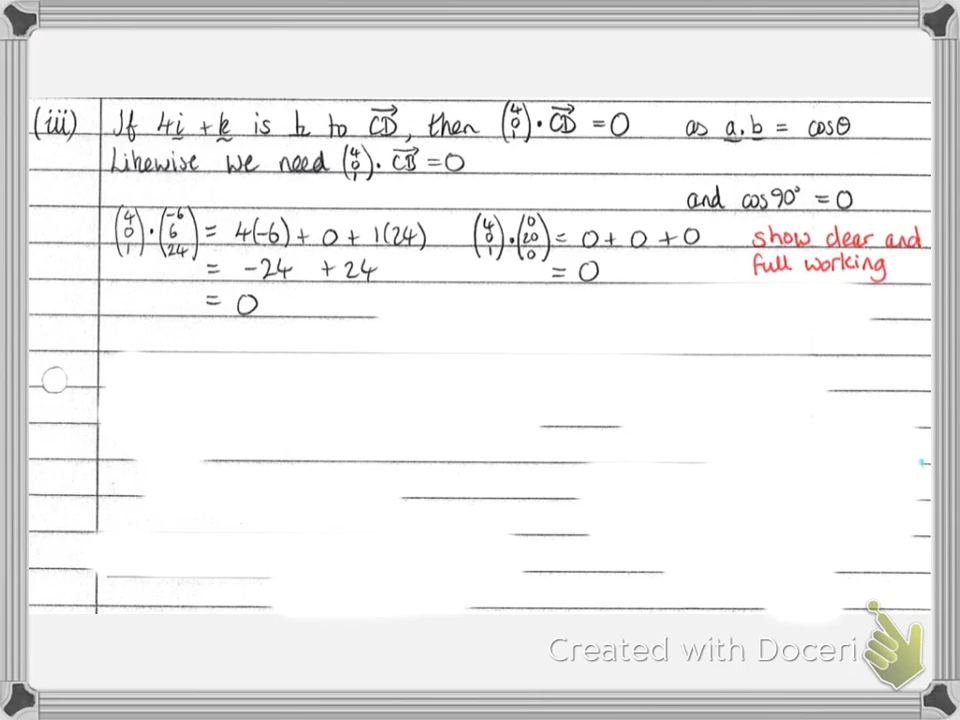 (iii) If 4i + k is h to CD, then (4 0 1) · CD = 0 as a.b = cosθ
Likewise we need (4 0 1) · CB = 0
and cos 90° = 0
(4 0 1) · (-6 6 24) = 4(-6) + 0 + 1(24) (4 0 1) · (0 20 0) = 0 + 0 + 0 show clear and
= -24 + 24 = 0 full working
= 0
Created with Doceri